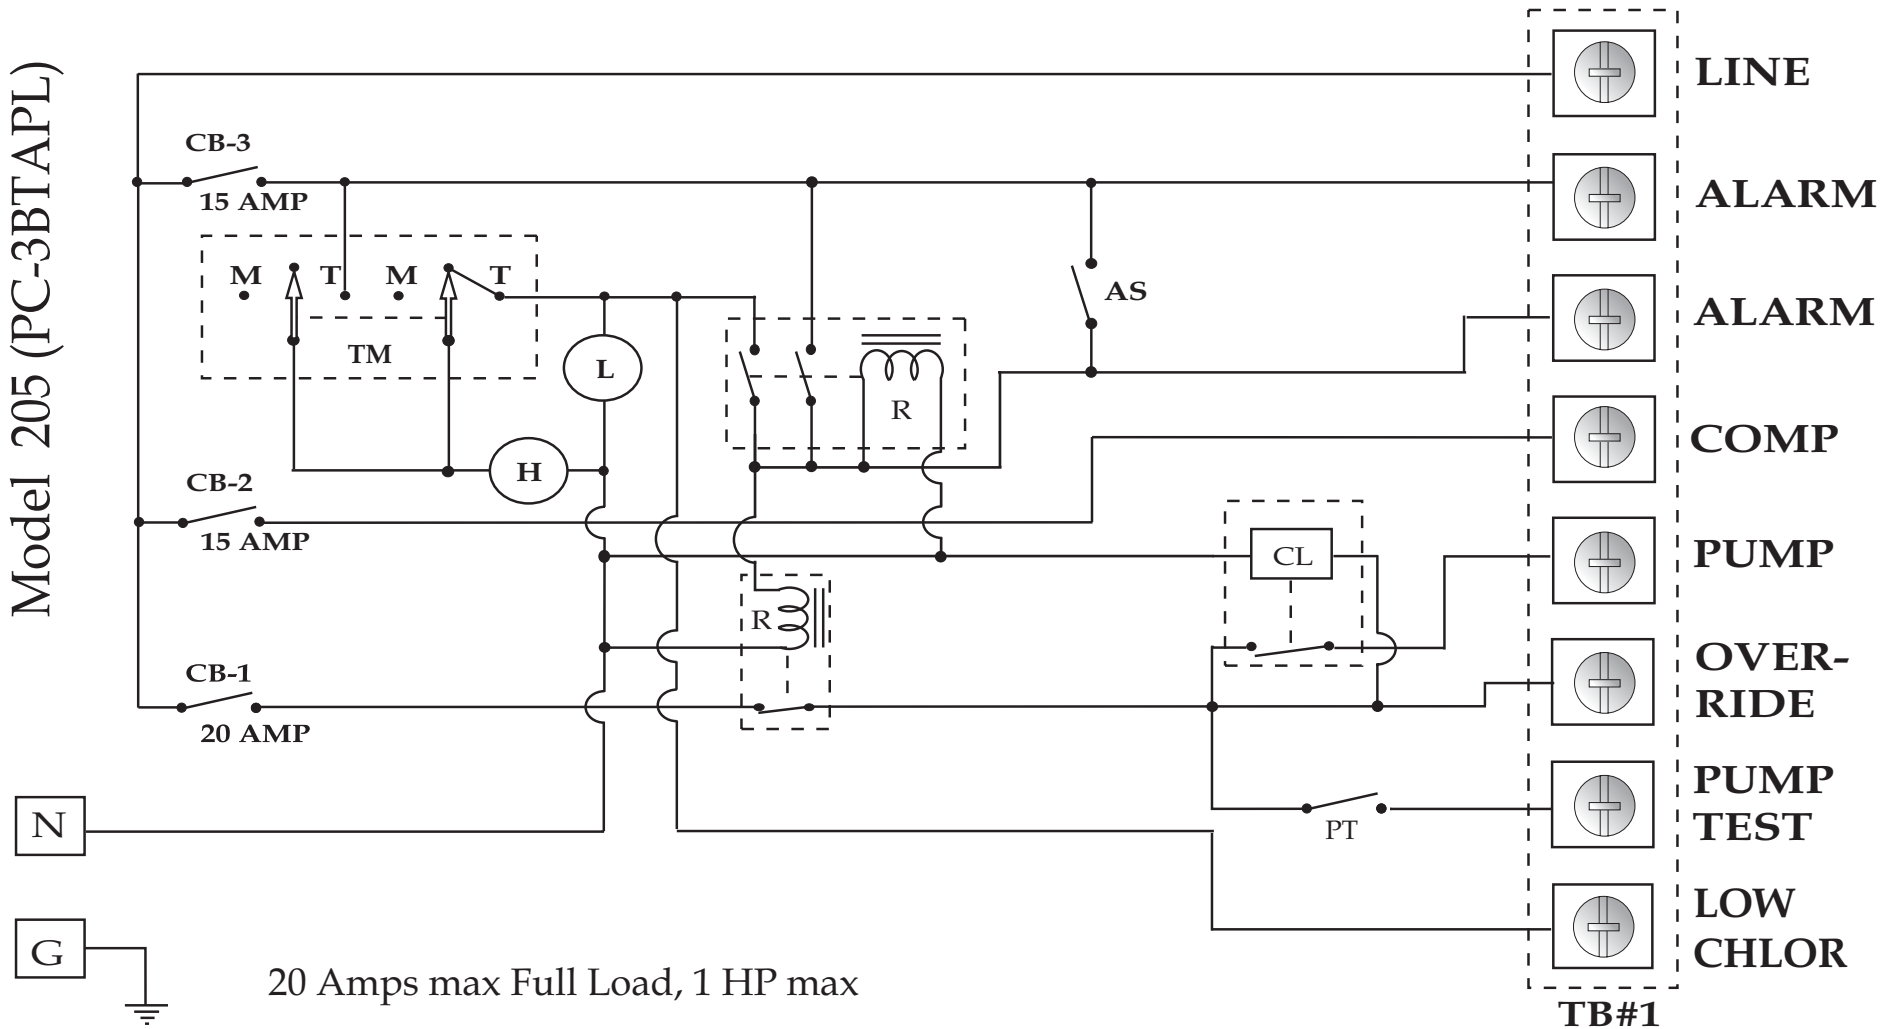 Model 205 (PC-3BTAPL)
LINE
CB-3
15 AMP
ALARM
M T M T
TM
AS
ALARM
L
R
H
COMP
CB-2
15 AMP
CL
PUMP
R
CB-1
20 AMP
OVER-
RIDE
PUMP
TEST
PT
N
LOW
CHLOR
G
20 Amps max Full Load, 1 HP max
TB#1